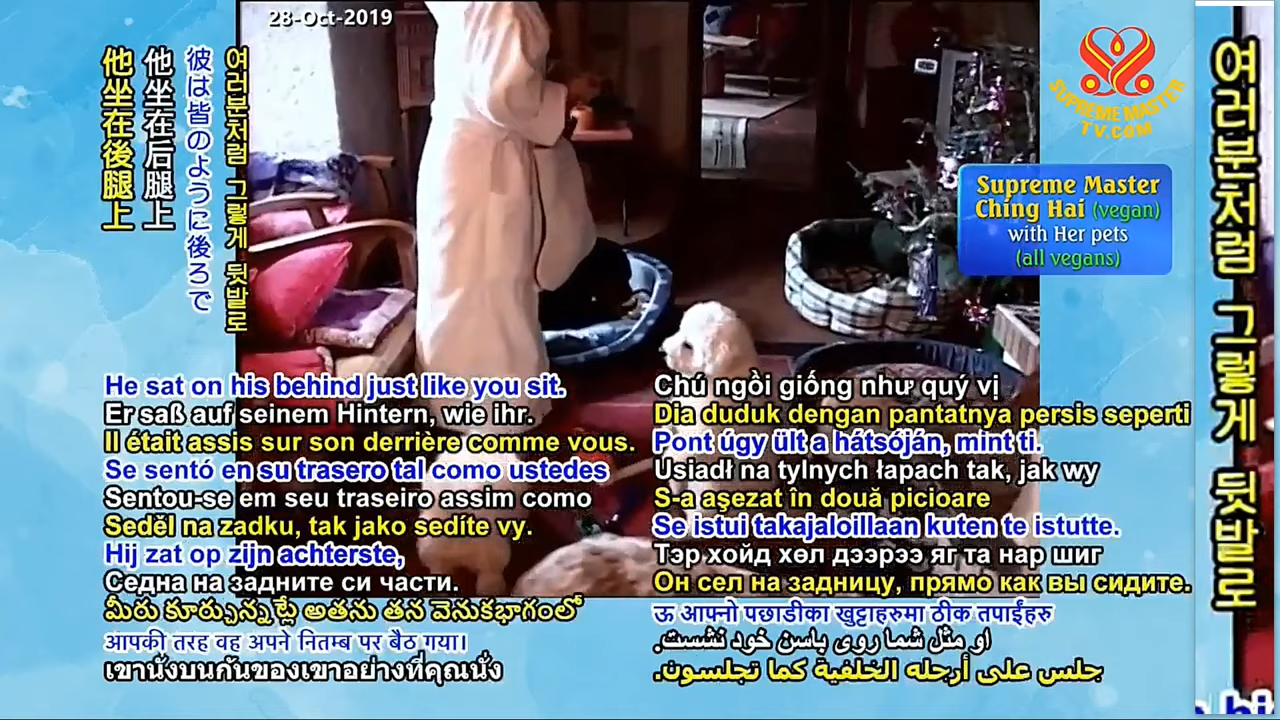 28-Oct-2019
여러분처럼 그렇게 뒷발로
彼は皆のように後ろで
他坐在后腿上
他坐在後腿上
SUPREME MASTER
TV.COM
Supreme Master
Ching Hai (vegan)
with Her pets
(all vegans)
He sat on his behind just like you sit.
Er saß auf seinem Hintern, wie ihr.
Il était assis sur son derrière comme vous.
Se sentó en su trasero tal como ustedes
Sentou-se em seu traseiro assim como
Seděl na zadku, tak jako sedíte vy.
Hij zat op zijn achterste,
Седна на задните си части.
మీరు కూర్చున్నట్లే అతను తన వెనుకభాగంలో
आपकी तरह वह अपने नितम्ब पर बैठ गया।
เขานั่งบนก้นของเขาอย่างที่คุณนั่ง
Chú ngồi giống như quý vị
Dia duduk dengan pantatnya persis seperti
Pont úgy ült a hátsóján, mint ti.
Usiadł na tylnych łapach tak, jak wy
S-a aşezat în două picioare
Se istui takajaloillaan kuten te istutte.
Тэр хойд хөл дээрээ яг та нар шиг
Он сел на задницу, прямо как вы сидите.
ऊ आफ्नो पछाडीका खुट्टाहरुमा ठीक तपाईंहरु
او مثل شما روی باسن خود نشست.
جلس على أرجله الخلفية كما تجلسون.
여러분처럼 그렇게 뒷발로